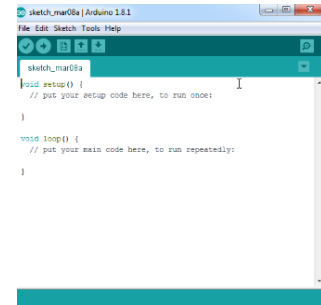 sketch_mar08a | Arduino 1.8.1
File Edit Sketch Tools Help
sketch_mar08a
void setup() {
// put your setup code here, to run once:
}
void loop() {
// put your main code here, to run repeatedly:
}